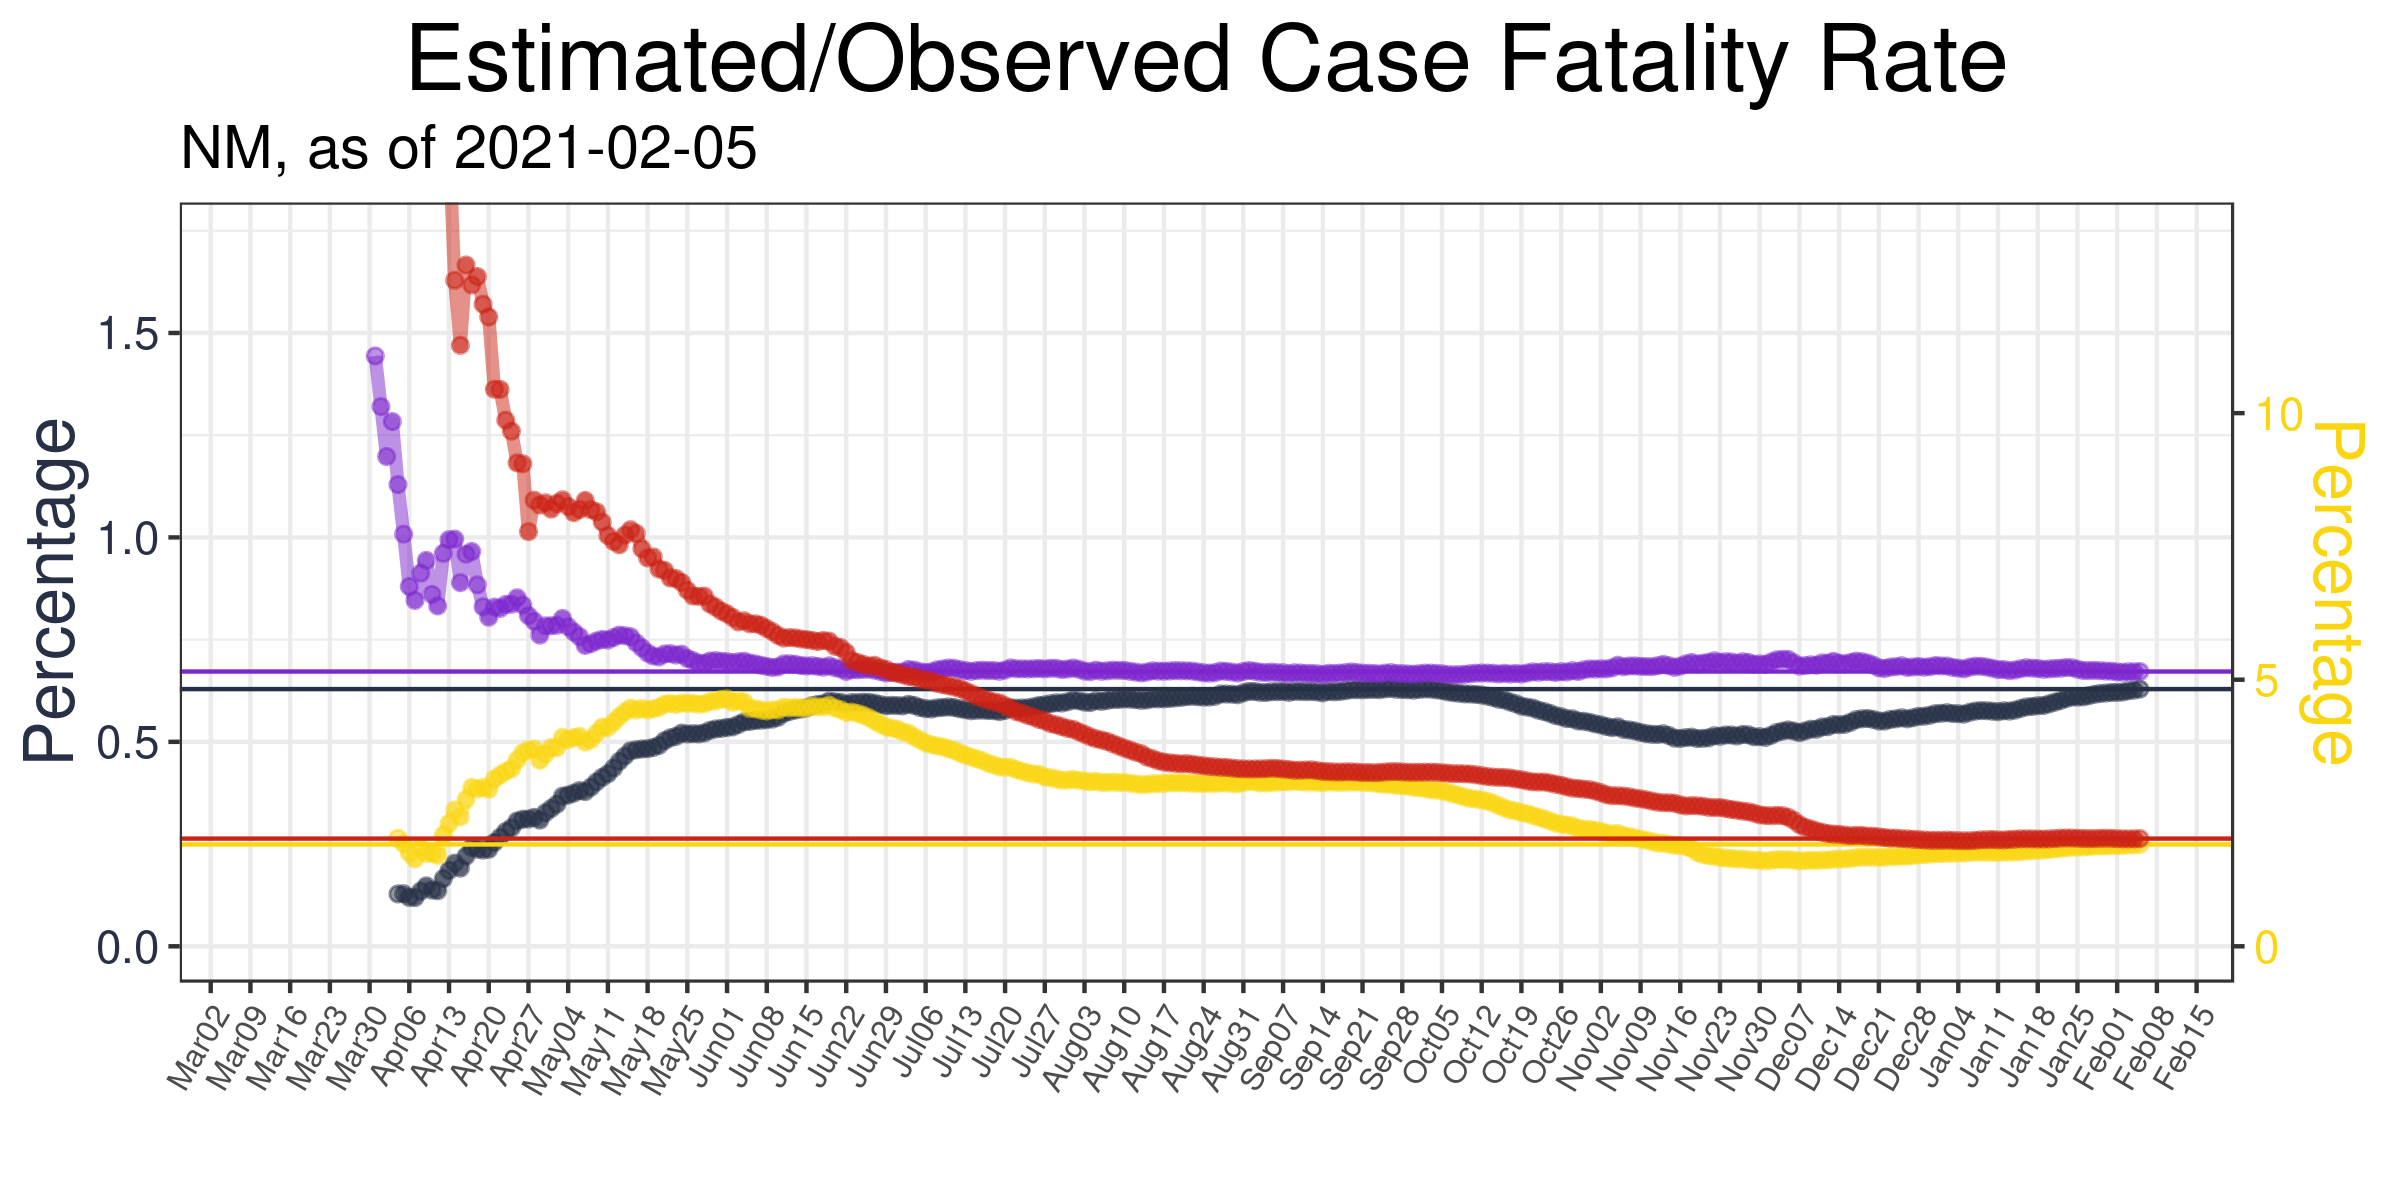 Estimated/Observed Case Fatality Rate
NM, as of 2021-02-05
Percentage
1.5
1.0
0.5
0.0
10
5
0
Percentage
Mar02
Mar09
Mar16
Mar23
Mar30
Apr06
Apr13
Apr20
Apr27
May04
May11
May18
May25
Jun01
Jun08
Jun15
Jun22
Jun29
Jul06
Jul13
Jul20
Jul27
Aug03
Aug10
Aug17
Aug24
Aug31
Sep07
Sep14
Sep21
Sep28
Oct05
Oct12
Oct19
Oct26
Nov02
Nov09
Nov16
Nov23
Nov30
Dec07
Dec14
Dec21
Dec28
Jan04
Jan11
Jan18
Jan25
Feb01
Feb08
Feb15